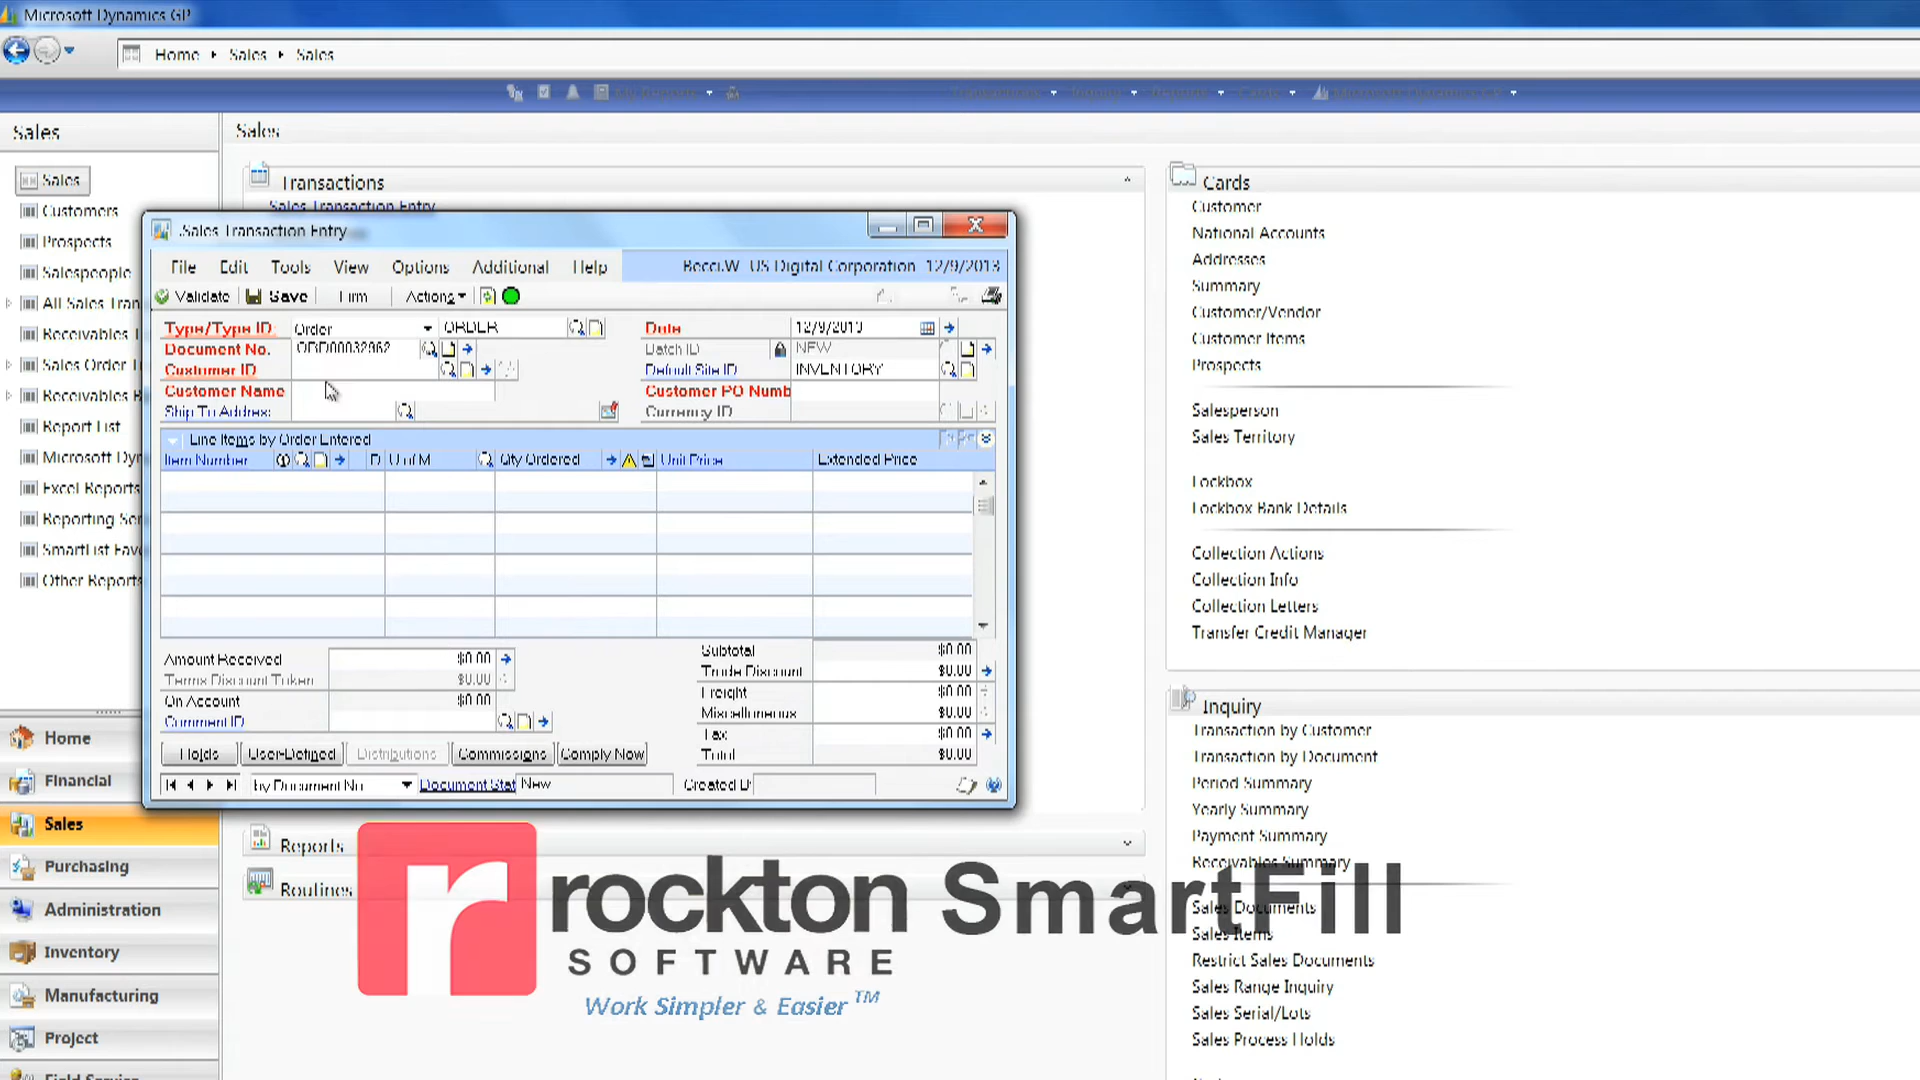 Microsoft Dynamics GP
Home Sales Sales
Sales
Sales
Customers
Prospects
Salespeople
All Sales Tran
Receivables T
Sales Order T
Receivables B
Report List
Microsoft Dyn
Excel Reports
Reporting Ser
SmartList Favo
Other Reports
Home
Financial
Sales
Purchasing
Administration
Inventory
Manufacturing
Project
Field Service
Sales
Transactions
Sales Transaction Entry
Sales Transaction Entry
File Edit Tools View Options Additional Help
Becci.W US Digital Corporation 12/9/2013
Validate Save Firm Actions
Type/Type ID: Order ORDER
Document No. ORD00032962
Customer ID
Customer Name
Ship To Address
Date 12/9/2013
Batch ID NEW
Default Site ID INVENTORY
Customer PO Numb
Currency ID
Line Items by Order Entered
Item Number D U of M Qty Ordered Unit Price Extended Price
Amount Received $0.00
Terms Discount Taken $0.00
On Account $0.00
Comment ID
Subtotal $0.00
Trade Discount $0.00
Freight $0.00
Miscellaneous $0.00
Tax $0.00
Total $0.00
Holds User-Defined Distributions Commissions Comply Now
by Document No. Document Stat New Created D
Reports
Routines
Cards
Customer
National Accounts
Addresses
Summary
Customer/Vendor
Customer Items
Prospects
Salesperson
Sales Territory
Lockbox
Lockbox Bank Details
Collection Actions
Collection Info
Collection Letters
Transfer Credit Manager
Inquiry
Transaction by Customer
Transaction by Document
Period Summary
Yearly Summary
Payment Summary
Receivables Summary
Sales Documents
Sales Items
Restrict Sales Documents
Sales Range Inquiry
Sales Serial/Lots
Sales Process Holds
r rockton SmartFill
SOFTWARE
Work Simpler & Easier TM